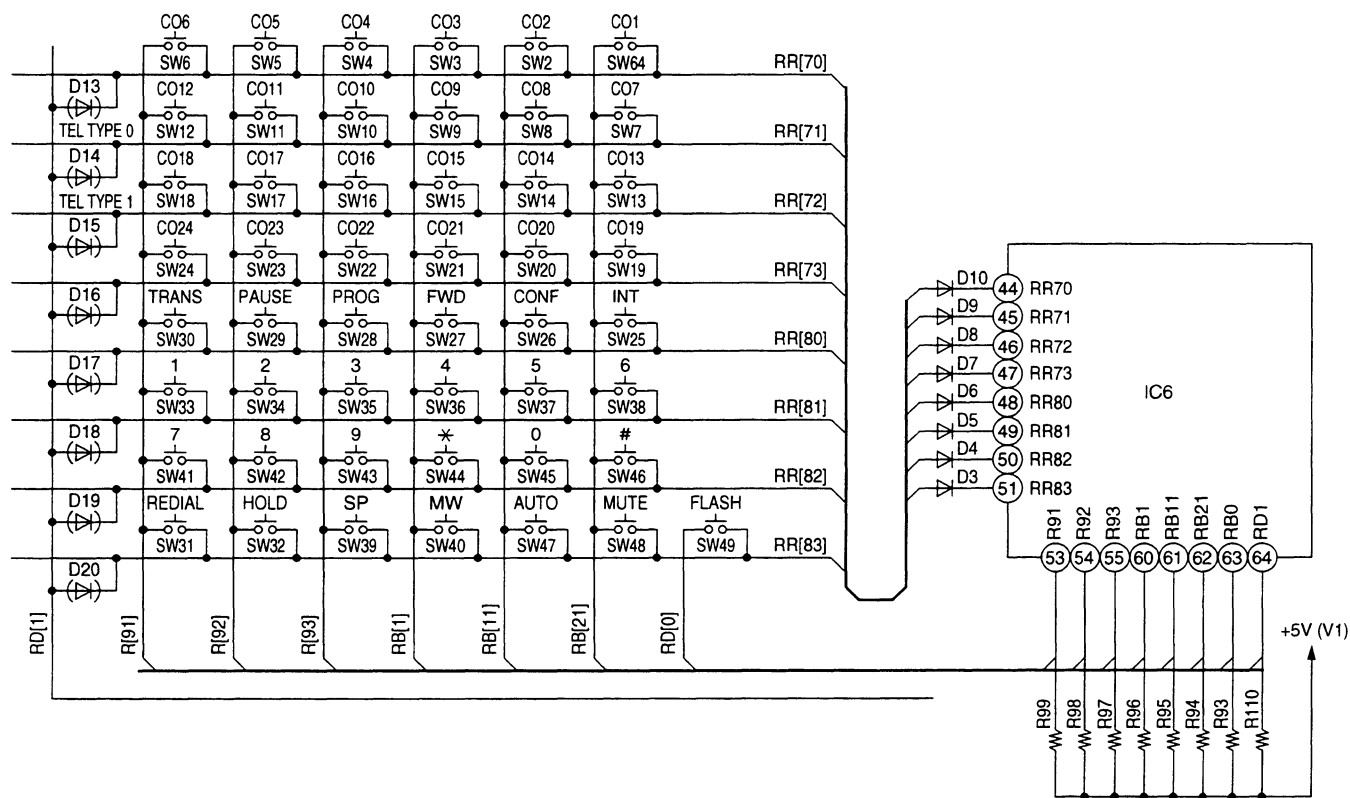 CO6 CO5 CO4 CO3 CO2 CO1
SW6 SW5 SW4 SW3 SW2 SW64 RR[70]
D13 CO12 CO11 CO10 CO9 CO8 CO7
TEL TYPE 0 SW12 SW11 SW10 SW9 SW8 SW7 RR[71]
D14 CO18 CO17 CO16 CO15 CO14 CO13
TEL TYPE 1 SW18 SW17 SW16 SW15 SW14 SW13 RR[72]
D15 CO24 CO23 CO22 CO21 CO20 CO19
SW24 SW23 SW22 SW21 SW20 SW19 RR[73]
D16 TRANS PAUSE PROG FWD CONF INT
SW30 SW29 SW28 SW27 SW26 SW25 RR[80]
D17 1 2 3 4 5 6
SW33 SW34 SW35 SW36 SW37 SW38 RR[81]
D18 7 8 9 * 0 #
SW41 SW42 SW43 SW44 SW45 SW46 RR[82]
D19 REDIAL HOLD SP MW AUTO MUTE FLASH
SW31 SW32 SW39 SW40 SW47 SW48 SW49 RR[83]
D20
RD[1] R[91] R[92] R[93] RB[1] RB[11] RB[21] RD[0]
D10 44 RR70
D9 45 RR71
D8 46 RR72
D7 47 RR73
D6 48 RR80
D5 49 RR81
D4 50 RR82
D3 51 RR83
IC6
R91 R92 R93 RB1 RB11 RB21 RB0 RD1
53 54 55 60 61 62 63 64
+5V (V1)
R99 R98 R97 R96 R95 R94 R93 R110